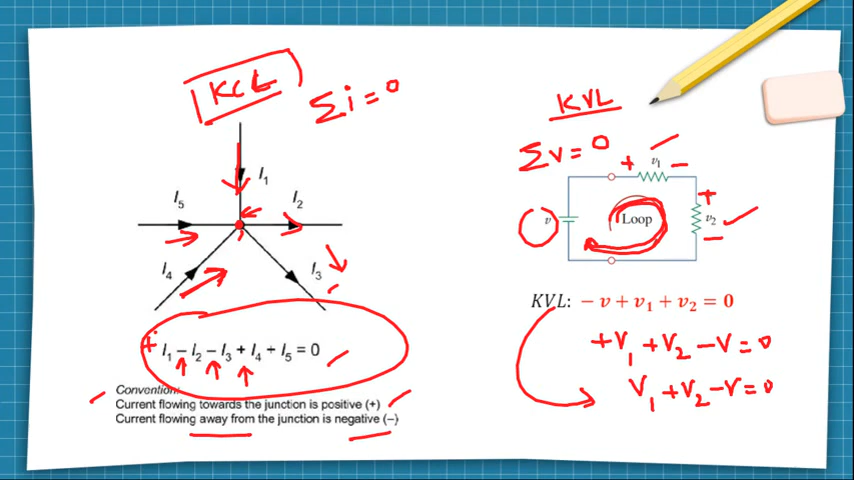 KCL
Σi=0
I₁
I₂
I₅
I₄
I₃
+ I₁ – I₂ – I₃ + I₄ + I₅ = 0
Convention:
Current flowing towards the junction is positive (+)
Current flowing away from the junction is negative (–)
KVL
Σv=0
+ v₁ –
v
Loop
+
v₂
–
KVL: – v + v₁ + v₂ = 0
+V₁ +V₂ –V=0
V₁ +V₂ –V=0